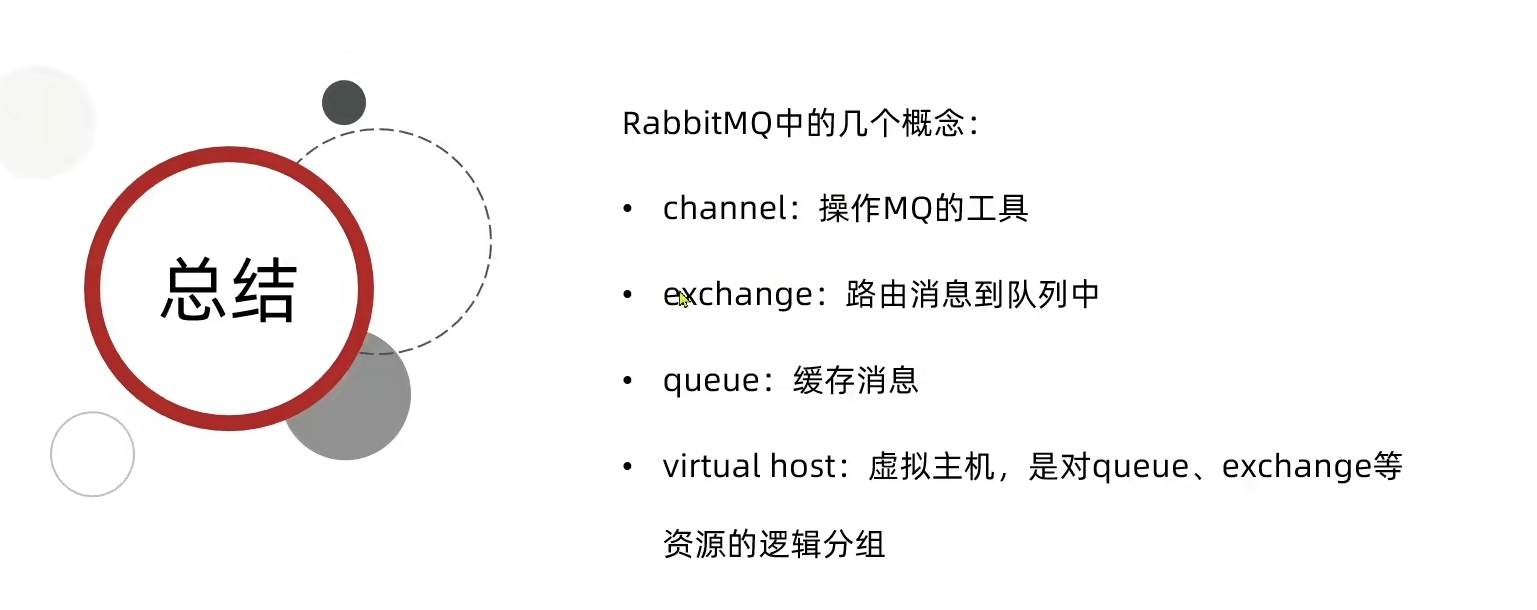 总结
RabbitMQ中的几个概念：
• channel：操作MQ的工具
• exchange：路由消息到队列中
• queue：缓存消息
• virtual host：虚拟主机，是对queue、exchange等
资源的逻辑分组